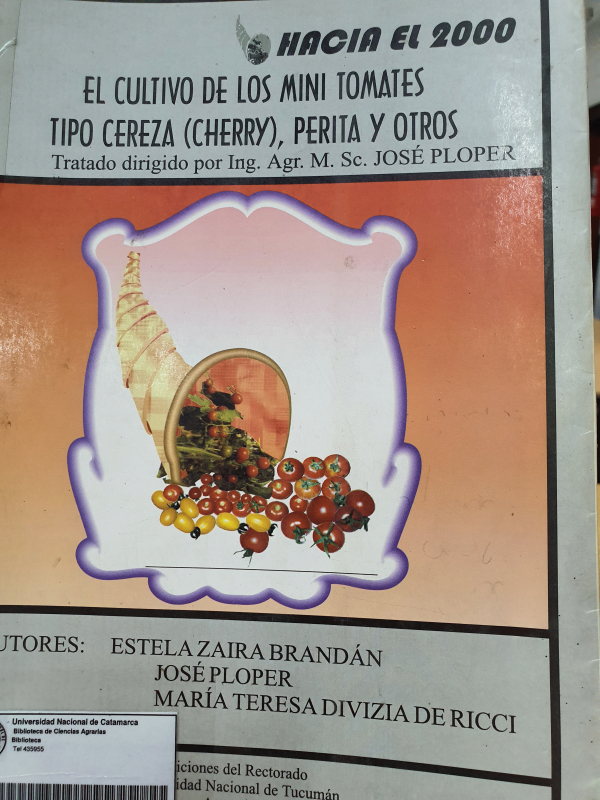 HACIA EL 2000
EL CULTIVO DE LOS MINI TOMATES
TIPO CEREZA (CHERRY), PERITA Y OTROS
Tratado dirigido por Ing. Agr. M. Sc. JOSÉ PLOPER
UTORES: ESTELA ZAIRA BRANDÁN
JOSÉ PLOPER
MARÍA TERESA DIVIZIA DE RICCI
Universidad Nacional de Catamarca
Biblioteca de Ciencias Agrarias
Biblioteca
Tel 435955
iciones del Rectorado
idad Nacional de Tucumán